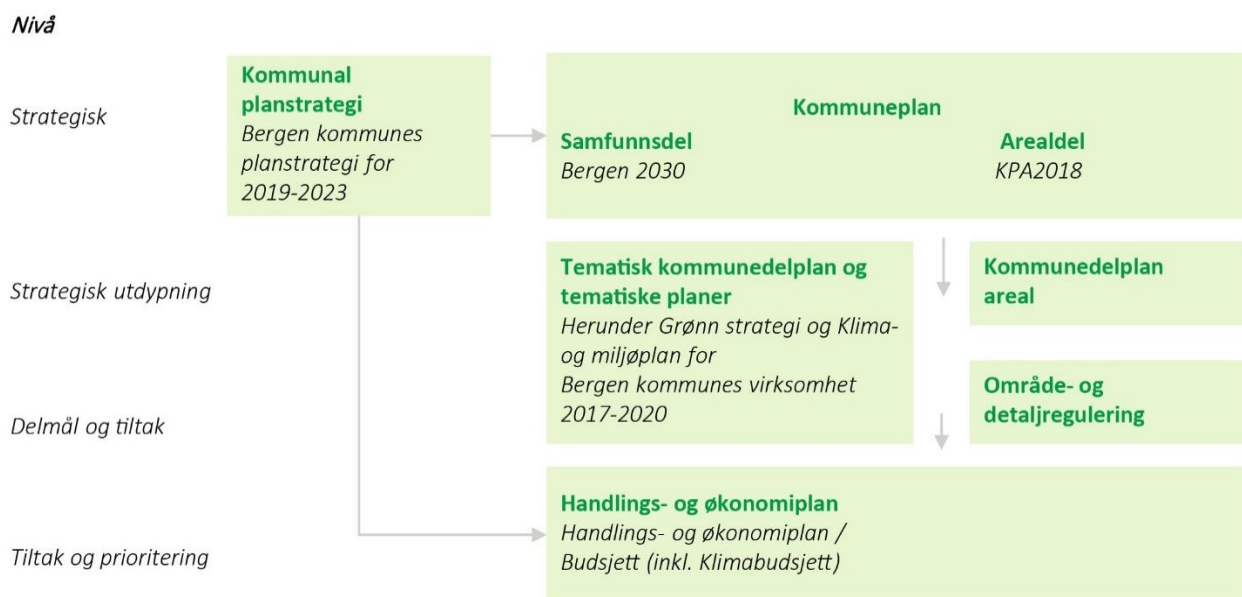 Nivå
Strategisk
Kommunal
planstrategi
Bergen kommunes
planstrategi for
2019-2023
Kommuneplan
Samfunnsdel
Bergen 2030
Arealdel
KPA2018
Strategisk utdypning
Tematisk kommunedelplan og
tematiske planer
Herunder Grønn strategi og Klima-
og miljøplan for
Bergen kommunes virksomhet
2017-2020
Kommunedelplan
areal
Delmål og tiltak
Område- og
detaljregulering
Tiltak og prioritering
Handlings- og økonomiplan
Handlings- og økonomiplan /
Budsjett (inkl. Klimabudsjett)